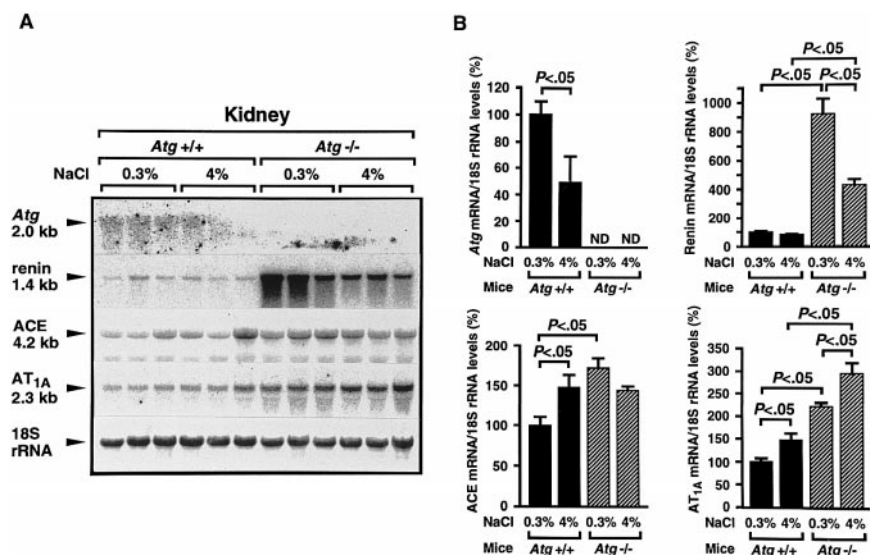 A
Kidney
Atg +/+ Atg -/-
NaCl 0.3% 4% 0.3% 4%
Atg
2.0 kb
renin
1.4 kb
ACE
4.2 kb
AT1A
2.3 kb
18S
rRNA
B
Atg mRNA/18S rRNA levels (%)
120
100
80
60
40
20
0
P<.05
ND ND
NaCl 0.3% 4% 0.3% 4%
Mice Atg +/+ Atg -/-
Renin mRNA/18S rRNA levels (%)
1000
800
600
400
200
0
P<.05
P<.05 P<.05
NaCl 0.3% 4% 0.3% 4%
Mice Atg +/+ Atg -/-
ACE mRNA/18S rRNA levels (%)
200
150
100
50
0
P<.05
P<.05
NaCl 0.3% 4% 0.3% 4%
Mice Atg +/+ Atg -/-
AT1A mRNA/18S rRNA levels (%)
350
300
250
200
150
100
50
0
P<.05
P<.05
P<.05
P<.05
NaCl 0.3% 4% 0.3% 4%
Mice Atg +/+ Atg -/-